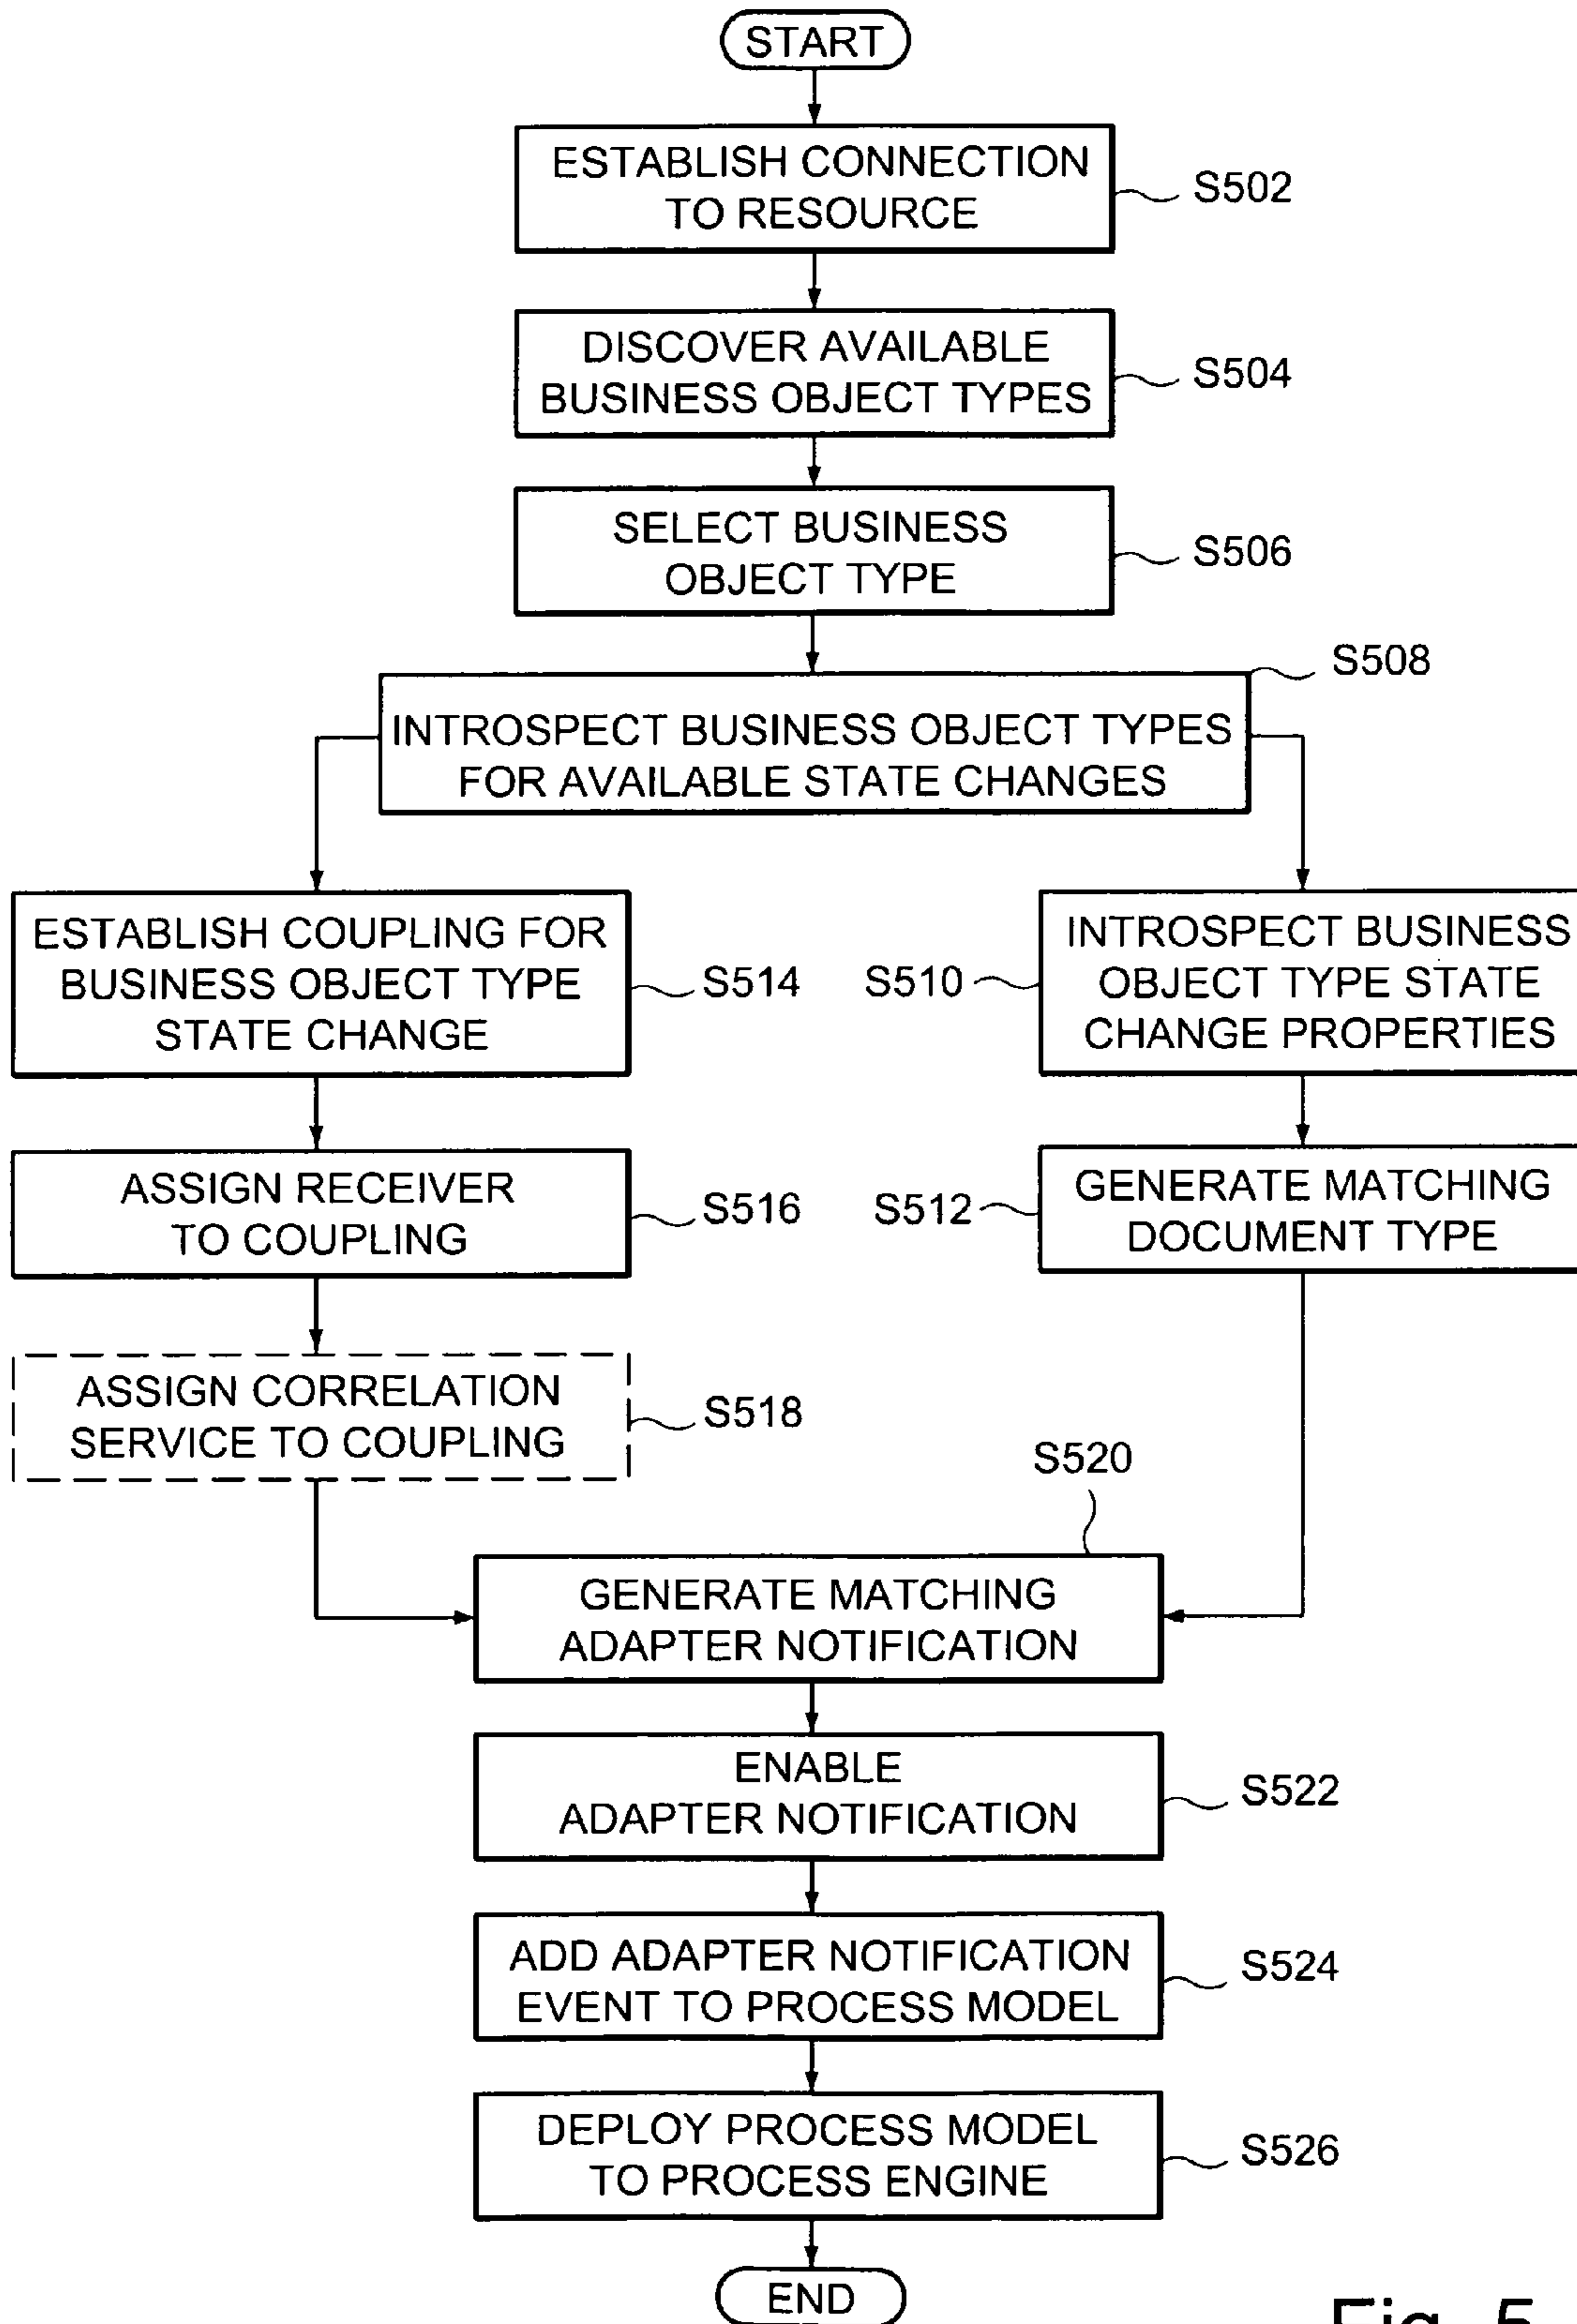 START
ESTABLISH CONNECTION
TO RESOURCE
S502
DISCOVER AVAILABLE
BUSINESS OBJECT TYPES
S504
SELECT BUSINESS
OBJECT TYPE
S506
S508
INTROSPECT BUSINESS OBJECT TYPES
FOR AVAILABLE STATE CHANGES
ESTABLISH COUPLING FOR
BUSINESS OBJECT TYPE
STATE CHANGE
S514
S510
INTROSPECT BUSINESS
OBJECT TYPE STATE
CHANGE PROPERTIES
ASSIGN RECEIVER
TO COUPLING
S516
S512
GENERATE MATCHING
DOCUMENT TYPE
ASSIGN CORRELATION
SERVICE TO COUPLING
S518
S520
GENERATE MATCHING
ADAPTER NOTIFICATION
ENABLE
ADAPTER NOTIFICATION
S522
ADD ADAPTER NOTIFICATION
EVENT TO PROCESS MODEL
S524
DEPLOY PROCESS MODEL
TO PROCESS ENGINE
S526
END
Fig. 5